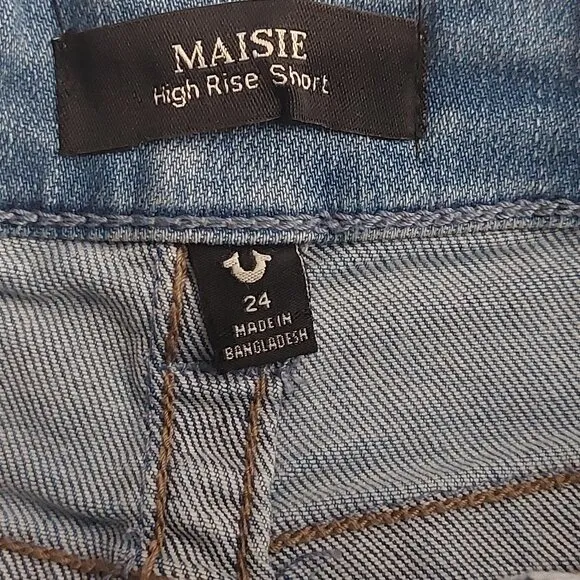 MAISIE
High Rise Short
24
MADE IN
BANGLADESH